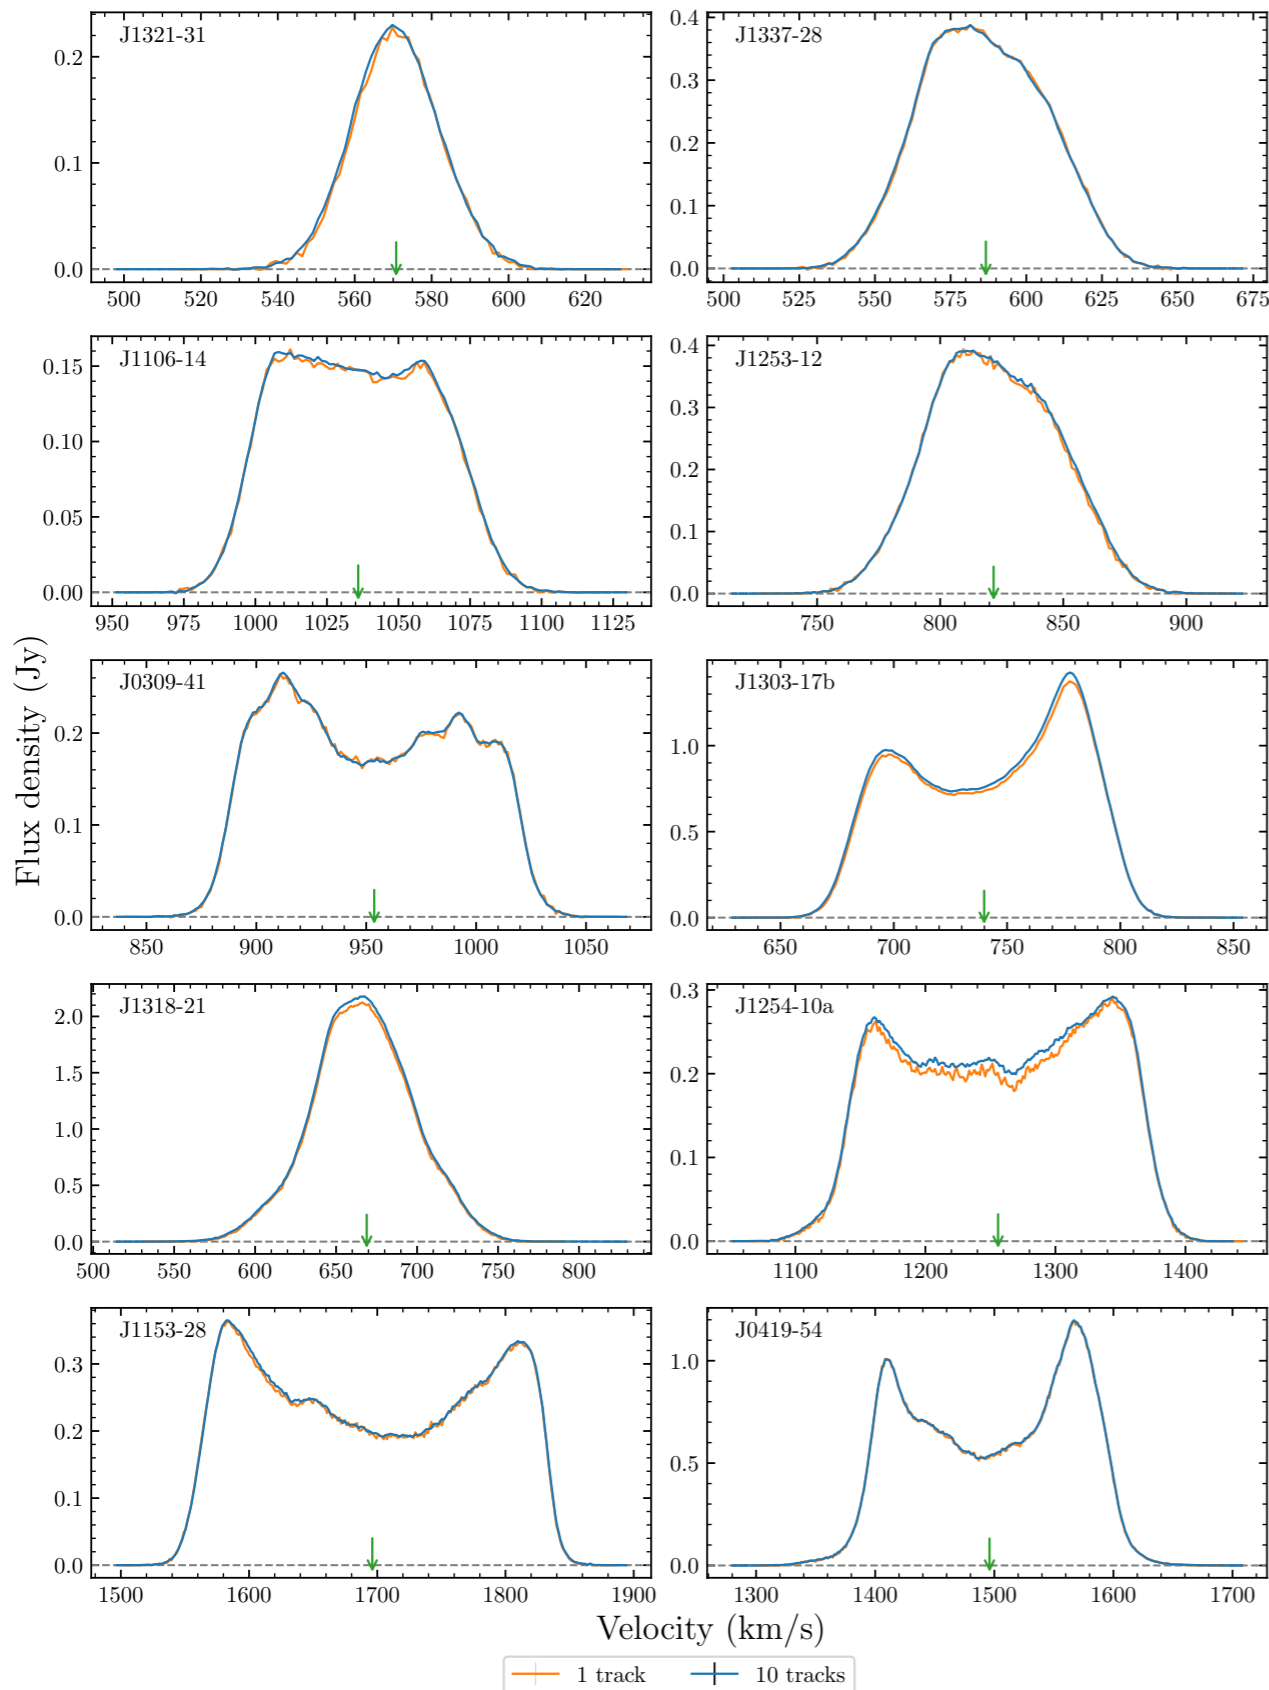 J1321-31
0.2
0.1
0.0
500 520 540 560 580 600 620
J1337-28
0.4
0.3
0.2
0.1
0.0
500 525 550 575 600 625 650 675
J1106-14
0.15
0.10
0.05
0.00
950 975 1000 1025 1050 1075 1100 1125
J1253-12
0.4
0.3
0.2
0.1
0.0
750 800 850 900
Flux density (Jy)
J0309-41
0.2
0.1
0.0
850 900 950 1000 1050
J1303-17b
1.0
0.5
0.0
650 700 750 800 850
J1318-21
2.0
1.5
1.0
0.5
0.0
500 550 600 650 700 750 800
J1254-10a
0.3
0.2
0.1
0.0
1100 1200 1300 1400
J1153-28
0.3
0.2
0.1
0.0
1500 1600 1700 1800 1900
J0419-54
1.0
0.5
0.0
1300 1400 1500 1600 1700
Velocity (km/s)
1 track 10 tracks